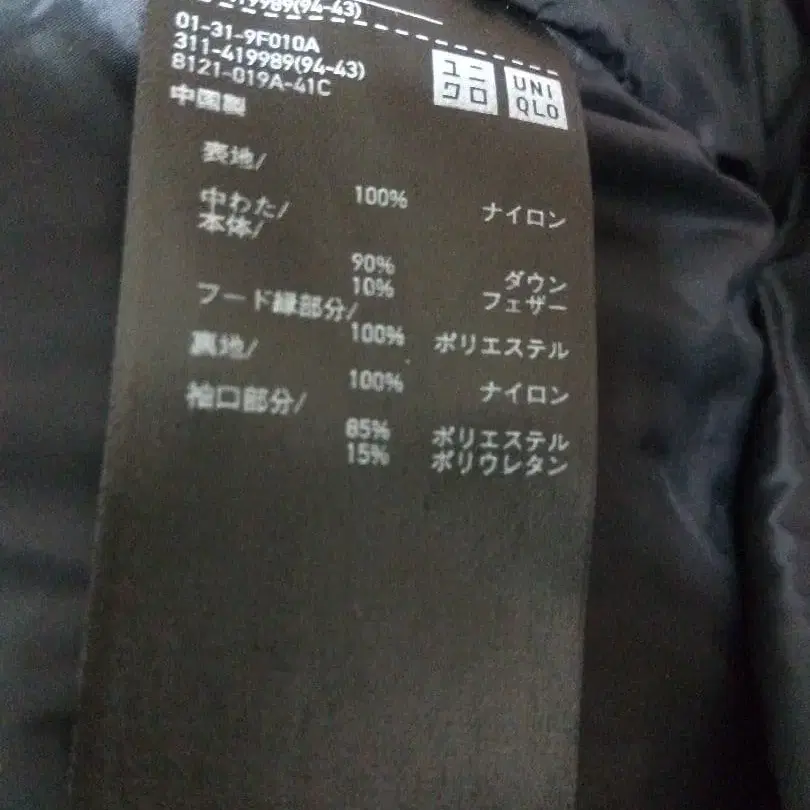 19989(94-43)
01-31-9F010A
311-419989(94-43)
8121-019A-41C
中国製
ユニ
クロ
UNI
QLO
表地/
100% ナイロン
中わた/
本体/
90% ダウン
10% フェザー
フード縁部分/
100% ポリエステル
裏地/
100% ナイロン
袖口部分/
85% ポリエステル
15% ポリウレタン